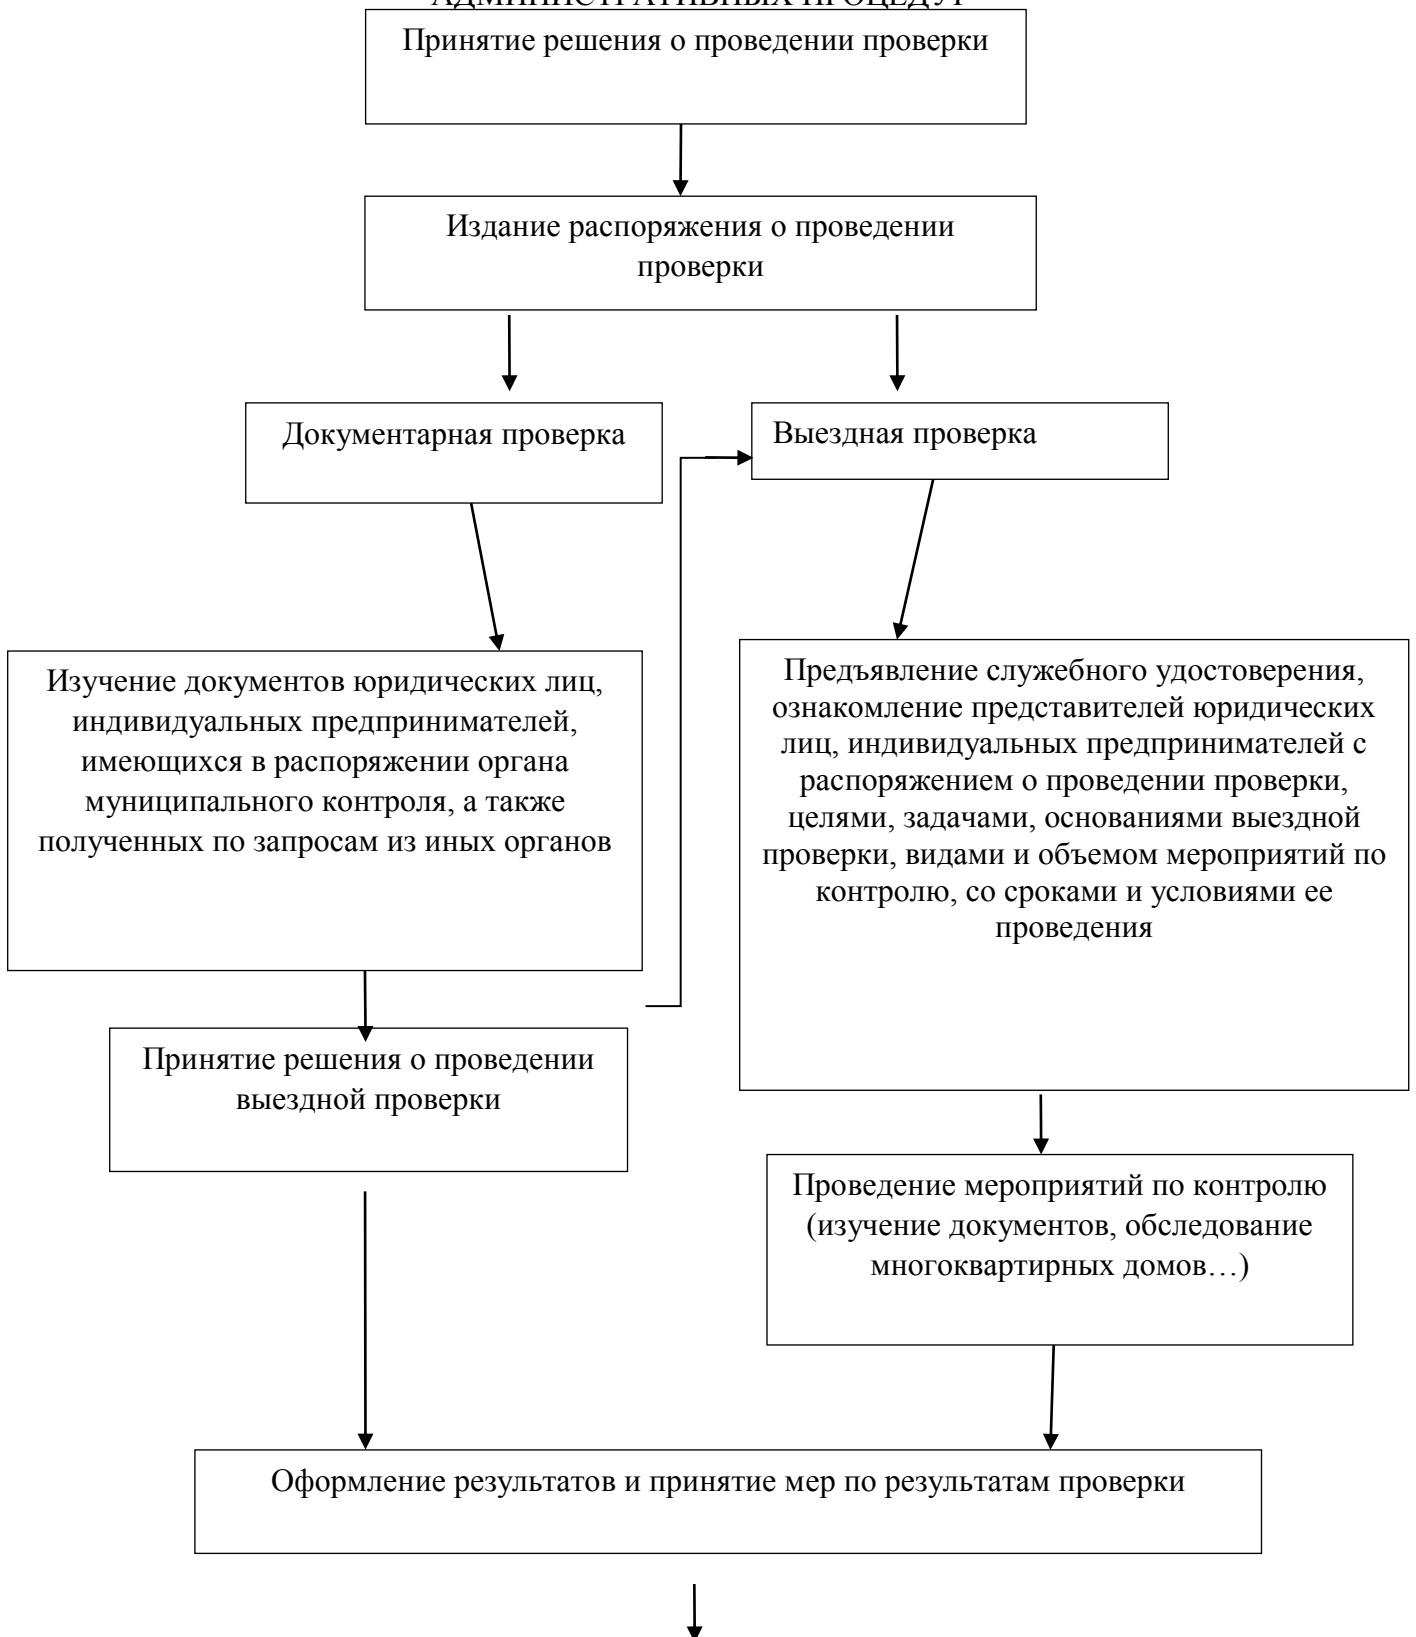 АДМИНИСТРАТИВНЫХ ПРОЦЕДУР
Принятие решения о проведении проверки
Издание распоряжения о проведении
проверки
Документарная проверка
Выездная проверка
Изучение документов юридических лиц,
индивидуальных предпринимателей,
имеющихся в распоряжении органа
муниципального контроля, а также
полученных по запросам из иных органов
Предъявление служебного удостоверения,
ознакомление представителей юридических
лиц, индивидуальных предпринимателей с
распоряжением о проведении проверки,
целями, задачами, основаниями выездной
проверки, видами и объемом мероприятий по
контролю, со сроками и условиями ее
проведения
Принятие решения о проведении
выездной проверки
Проведение мероприятий по контролю
(изучение документов, обследование
многоквартирных домов…)
Оформление результатов и принятие мер по результатам проверки